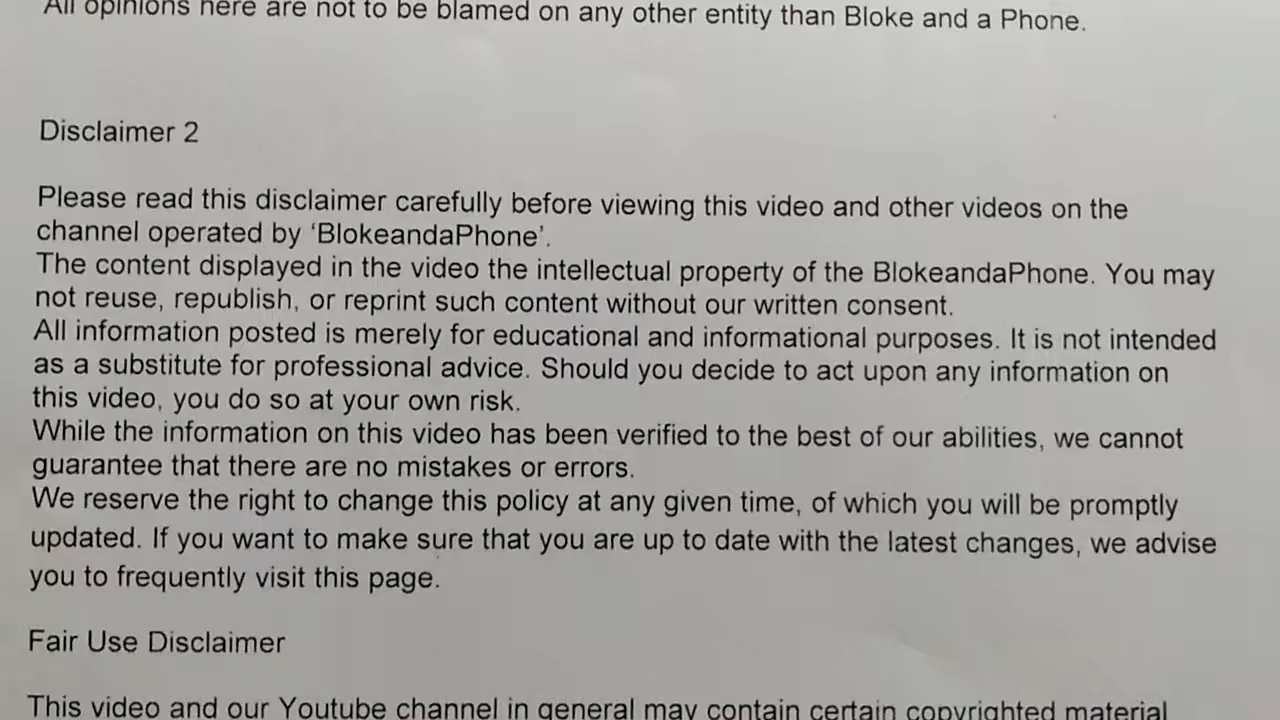 All opinions here are not to be blamed on any other entity than Bloke and a Phone.
Disclaimer 2
Please read this disclaimer carefully before viewing this video and other videos on the
channel operated by ‘BlokeandaPhone’.
The content displayed in the video the intellectual property of the BlokeandaPhone. You may
not reuse, republish, or reprint such content without our written consent.
All information posted is merely for educational and informational purposes. It is not intended
as a substitute for professional advice. Should you decide to act upon any information on
this video, you do so at your own risk.
While the information on this video has been verified to the best of our abilities, we cannot
guarantee that there are no mistakes or errors.
We reserve the right to change this policy at any given time, of which you will be promptly
updated. If you want to make sure that you are up to date with the latest changes, we advise
you to frequently visit this page.
Fair Use Disclaimer
This video and our Youtube channel in general may contain certain copyrighted material